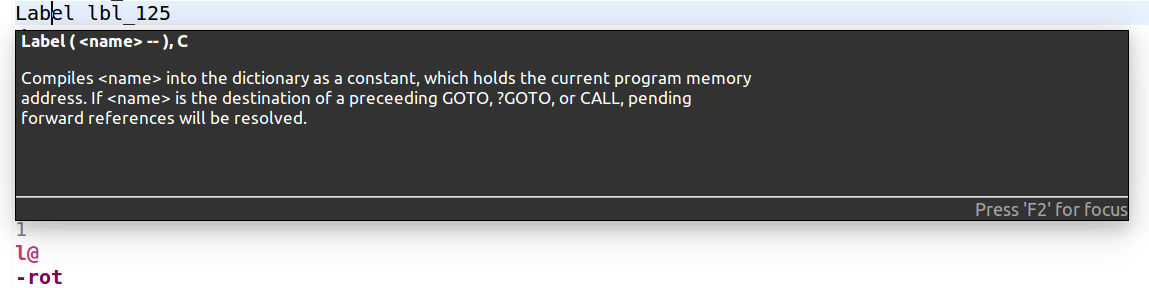 Label lbl_125
Label ( <name> -- ), C
Compiles <name> into the dictionary as a constant, which holds the current program memory
address. If <name> is the destination of a preceeding GOTO, ?GOTO, or CALL, pending
forward references will be resolved.
Press 'F2' for focus
1
l@
-rot